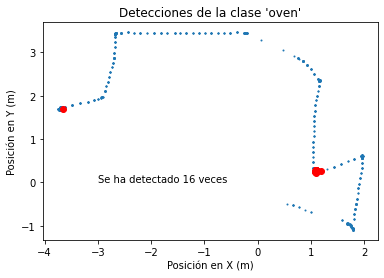 Detecciones de la clase 'oven'
Posición en Y (m)
3
2
1
0
−1
Se ha detectado 16 veces
−4 −3 −2 −1 0 1 2
Posición en X (m)